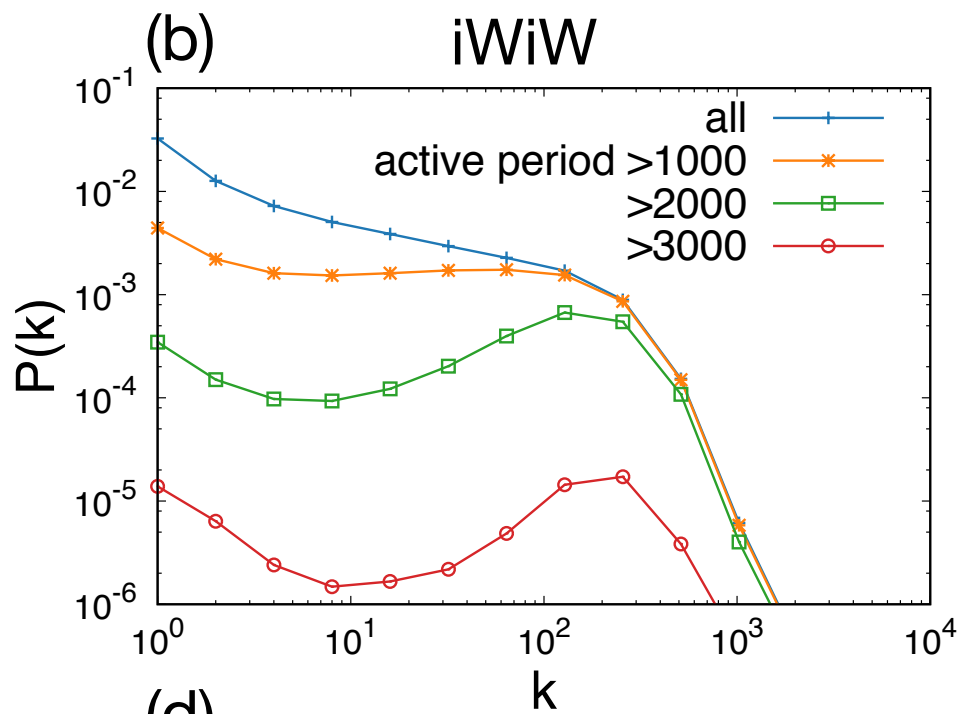 (b) iWiW
10⁻¹
10⁻²
10⁻³
10⁻⁴
10⁻⁵
10⁻⁶
P(k)
all
active period >1000
>2000
>3000
10⁰ 10¹ 10² 10³ 10⁴
k
(d)